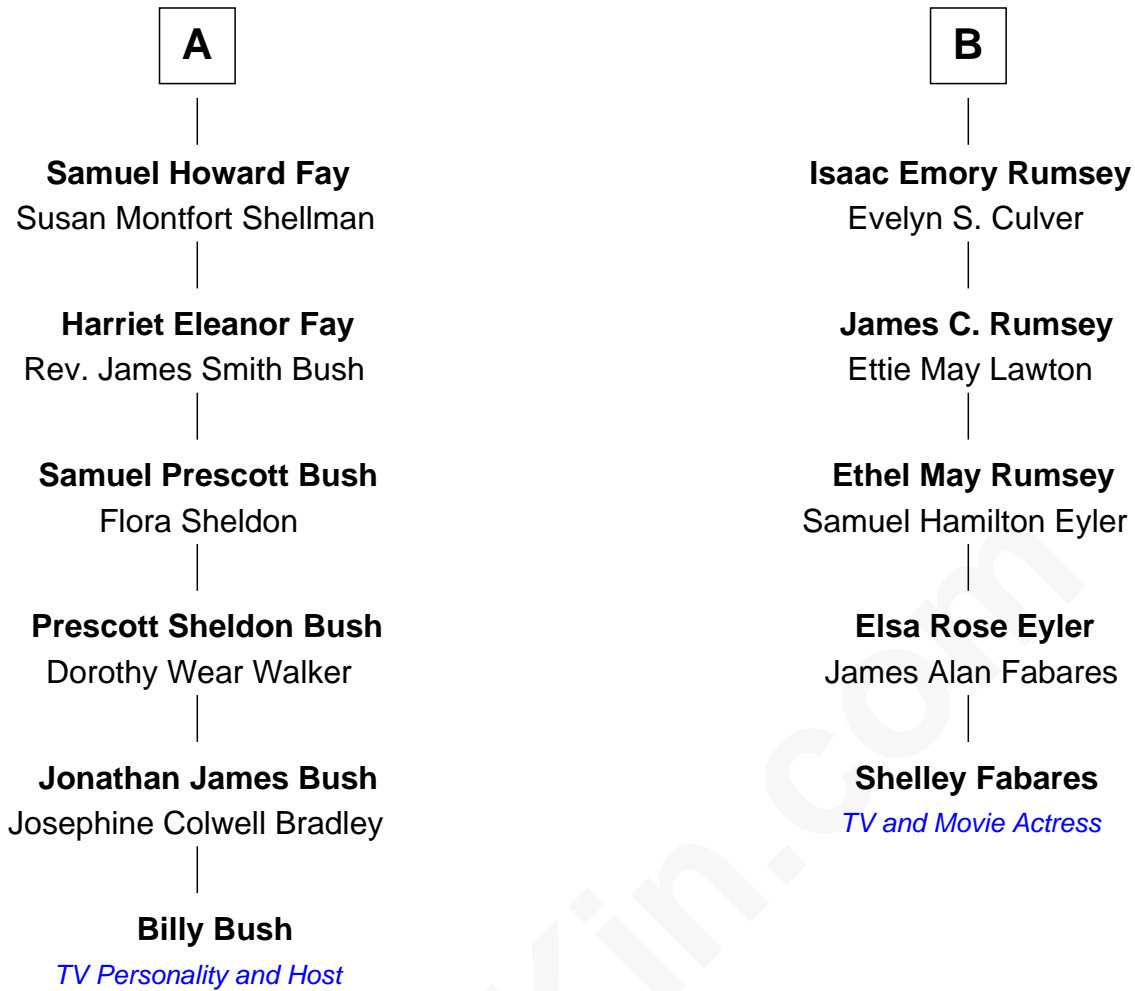 A
Samuel Howard Fay
Susan Montfort Shellman
Harriet Eleanor Fay
Rev. James Smith Bush
Samuel Prescott Bush
Flora Sheldon
Prescott Sheldon Bush
Dorothy Wear Walker
Jonathan James Bush
Josephine Colwell Bradley
Billy Bush
TV Personality and Host
B
Isaac Emory Rumsey
Evelyn S. Culver
James C. Rumsey
Ettie May Lawton
Ethel May Rumsey
Samuel Hamilton Eyler
Elsa Rose Eyler
James Alan Fabares
Shelley Fabares
TV and Movie Actress